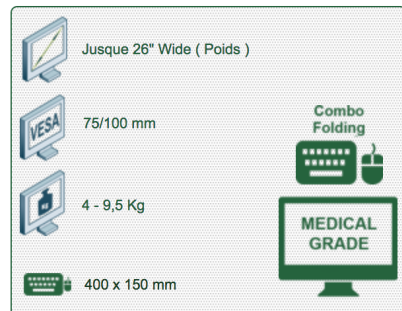 Jusque 26" Wide ( Poids )
VESA
75/100 mm
Combo
Folding
4 - 9,5 Kg
MEDICAL
GRADE
400 x 150 mm